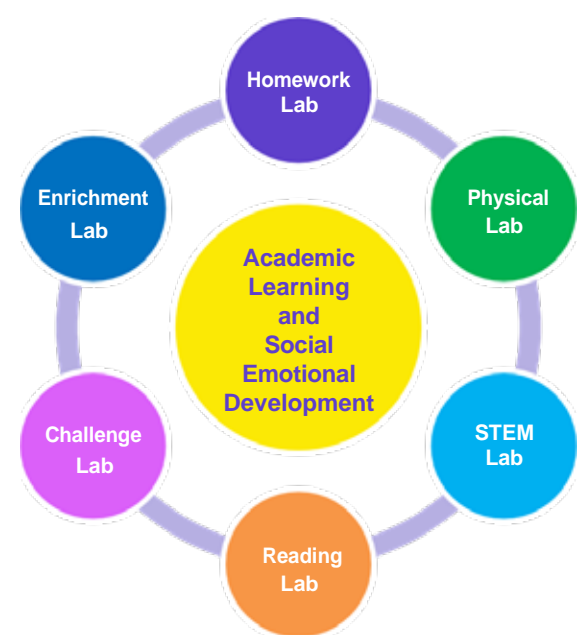 Homework
Lab
Physical
Lab
STEM
Lab
Reading
Lab
Challenge
Lab
Enrichment
Lab
Academic
Learning
and
Social
Emotional
Development